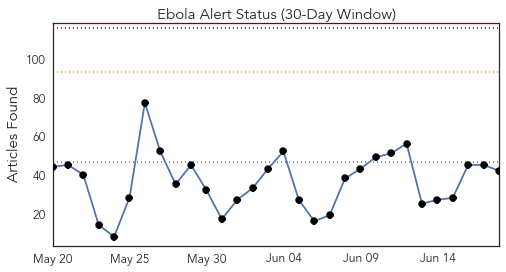 Ebola Alert Status (30-Day Window)
Articles Found
100
80
60
40
20
May 20 May 25 May 30 Jun 04 Jun 09 Jun 14